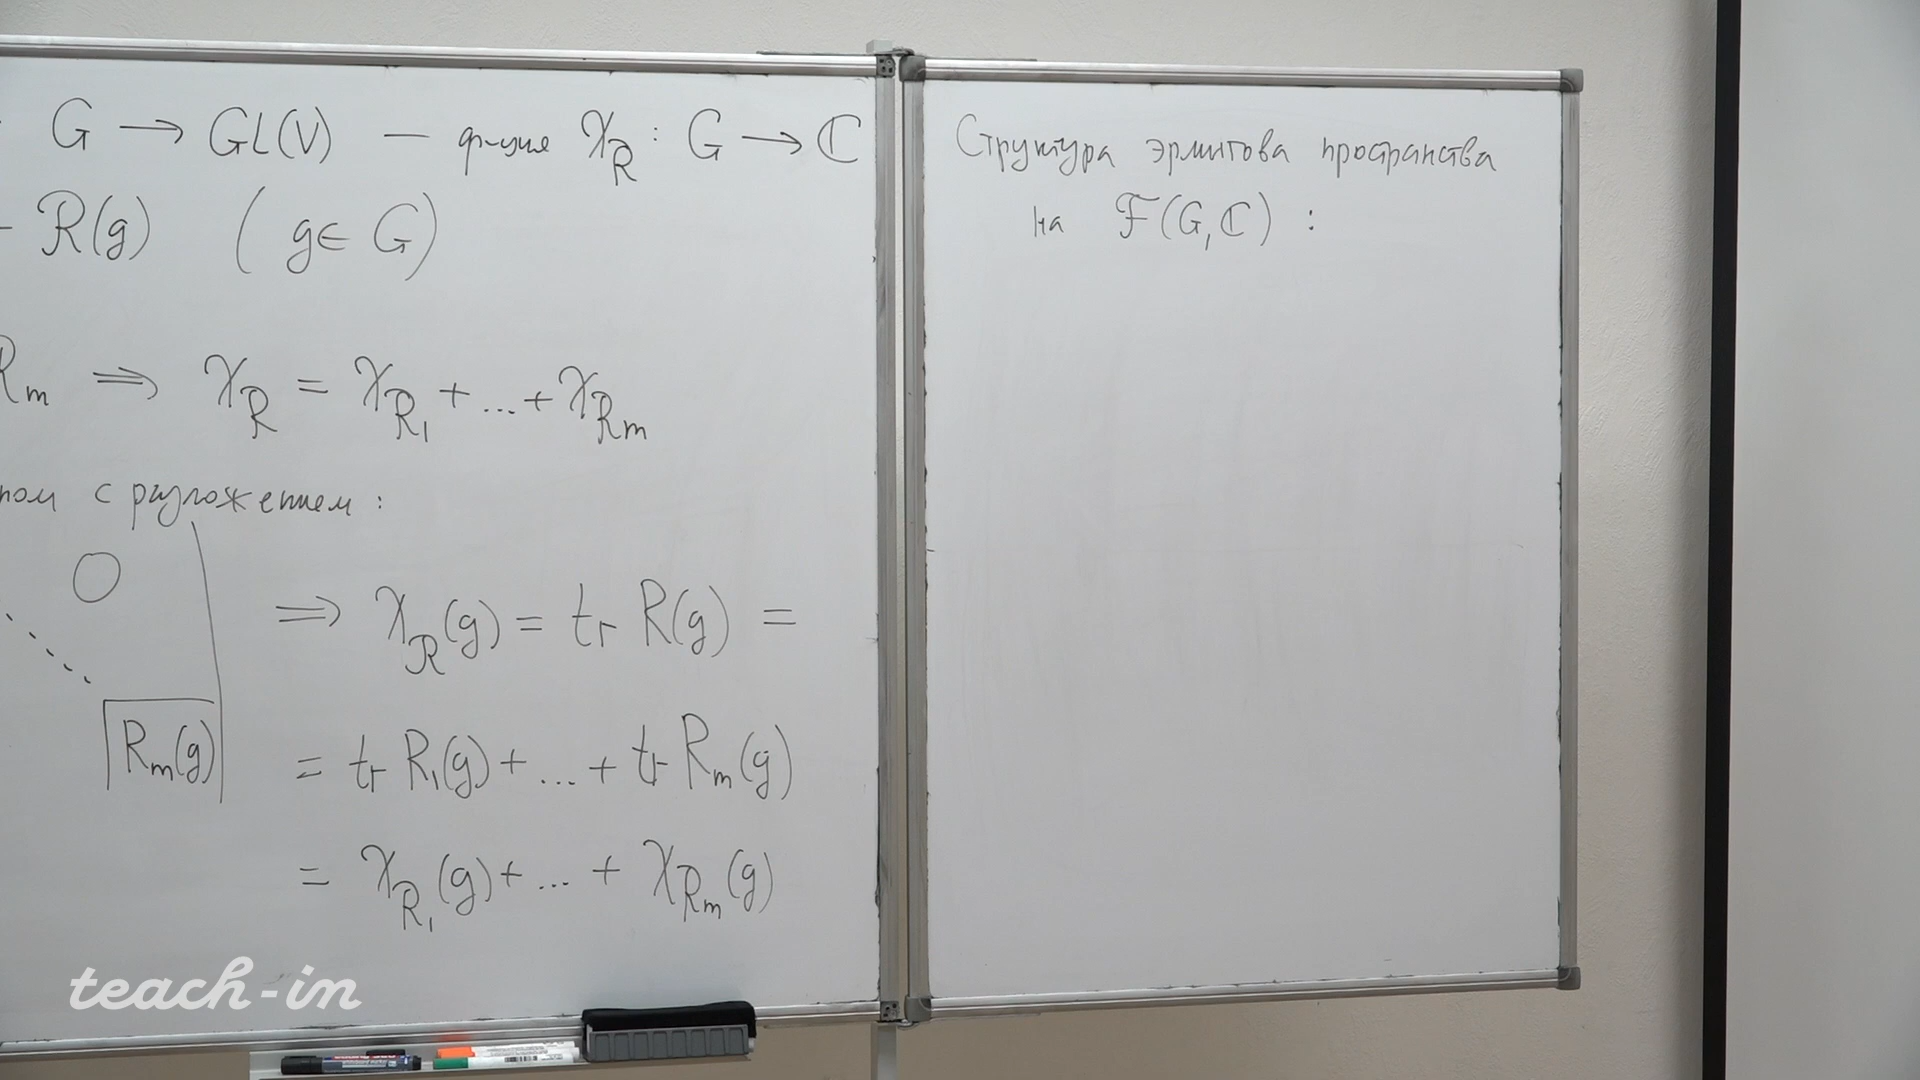 G → GL(V) — ф-ция χ_R : G → ℂ
R(g) ( g ∈ G )
R_m ⇒ χ_R = χ_{R_1} + ... + χ_{R_m}
с разложением :
O
⇒ χ_R(g) = tr R(g) =
R_m(g)
= tr R_1(g) + ... + tr R_m(g)
= χ_{R_1}(g) + ... + χ_{R_m}(g)
Структура эрмитова пространства
на F(G, ℂ) :
teach-in